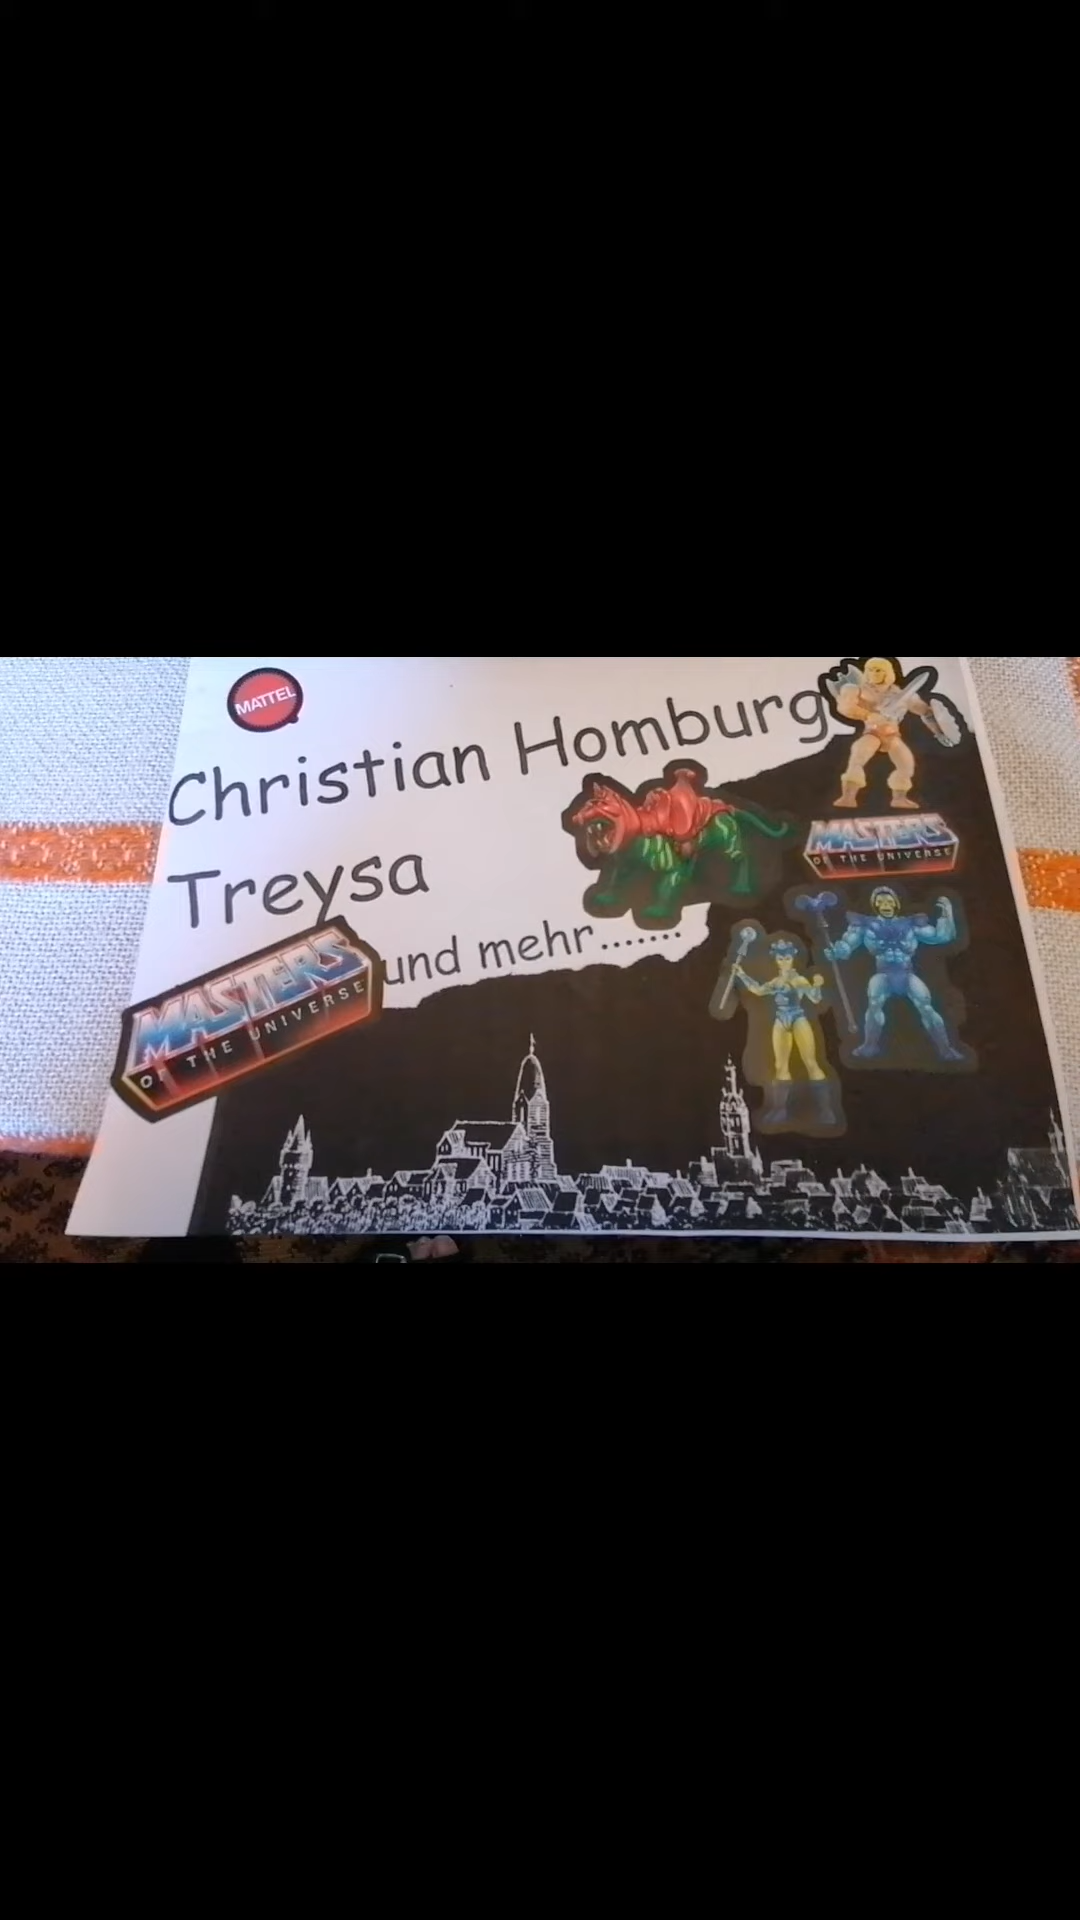 MATTEL
Christian Homburg
Treysa
und mehr.......
MASTERS
OF THE UNIVERSE
MASTERS
OF THE UNIVERSE